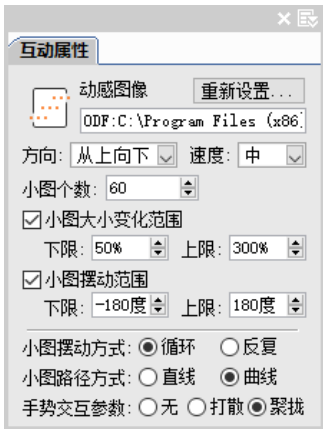 互动属性
动感图像 重新设置...
ODF:C:\Program Files (x86)
方向: 从上向下 速度: 中
小图个数: 60
小图大小变化范围
下限: 50% 上限: 300%
小图摆动范围
下限: -180度 上限: 180度
小图摆动方式: 循环 反复
小图路径方式: 直线 曲线
手势交互参数: 无 打散 聚拢